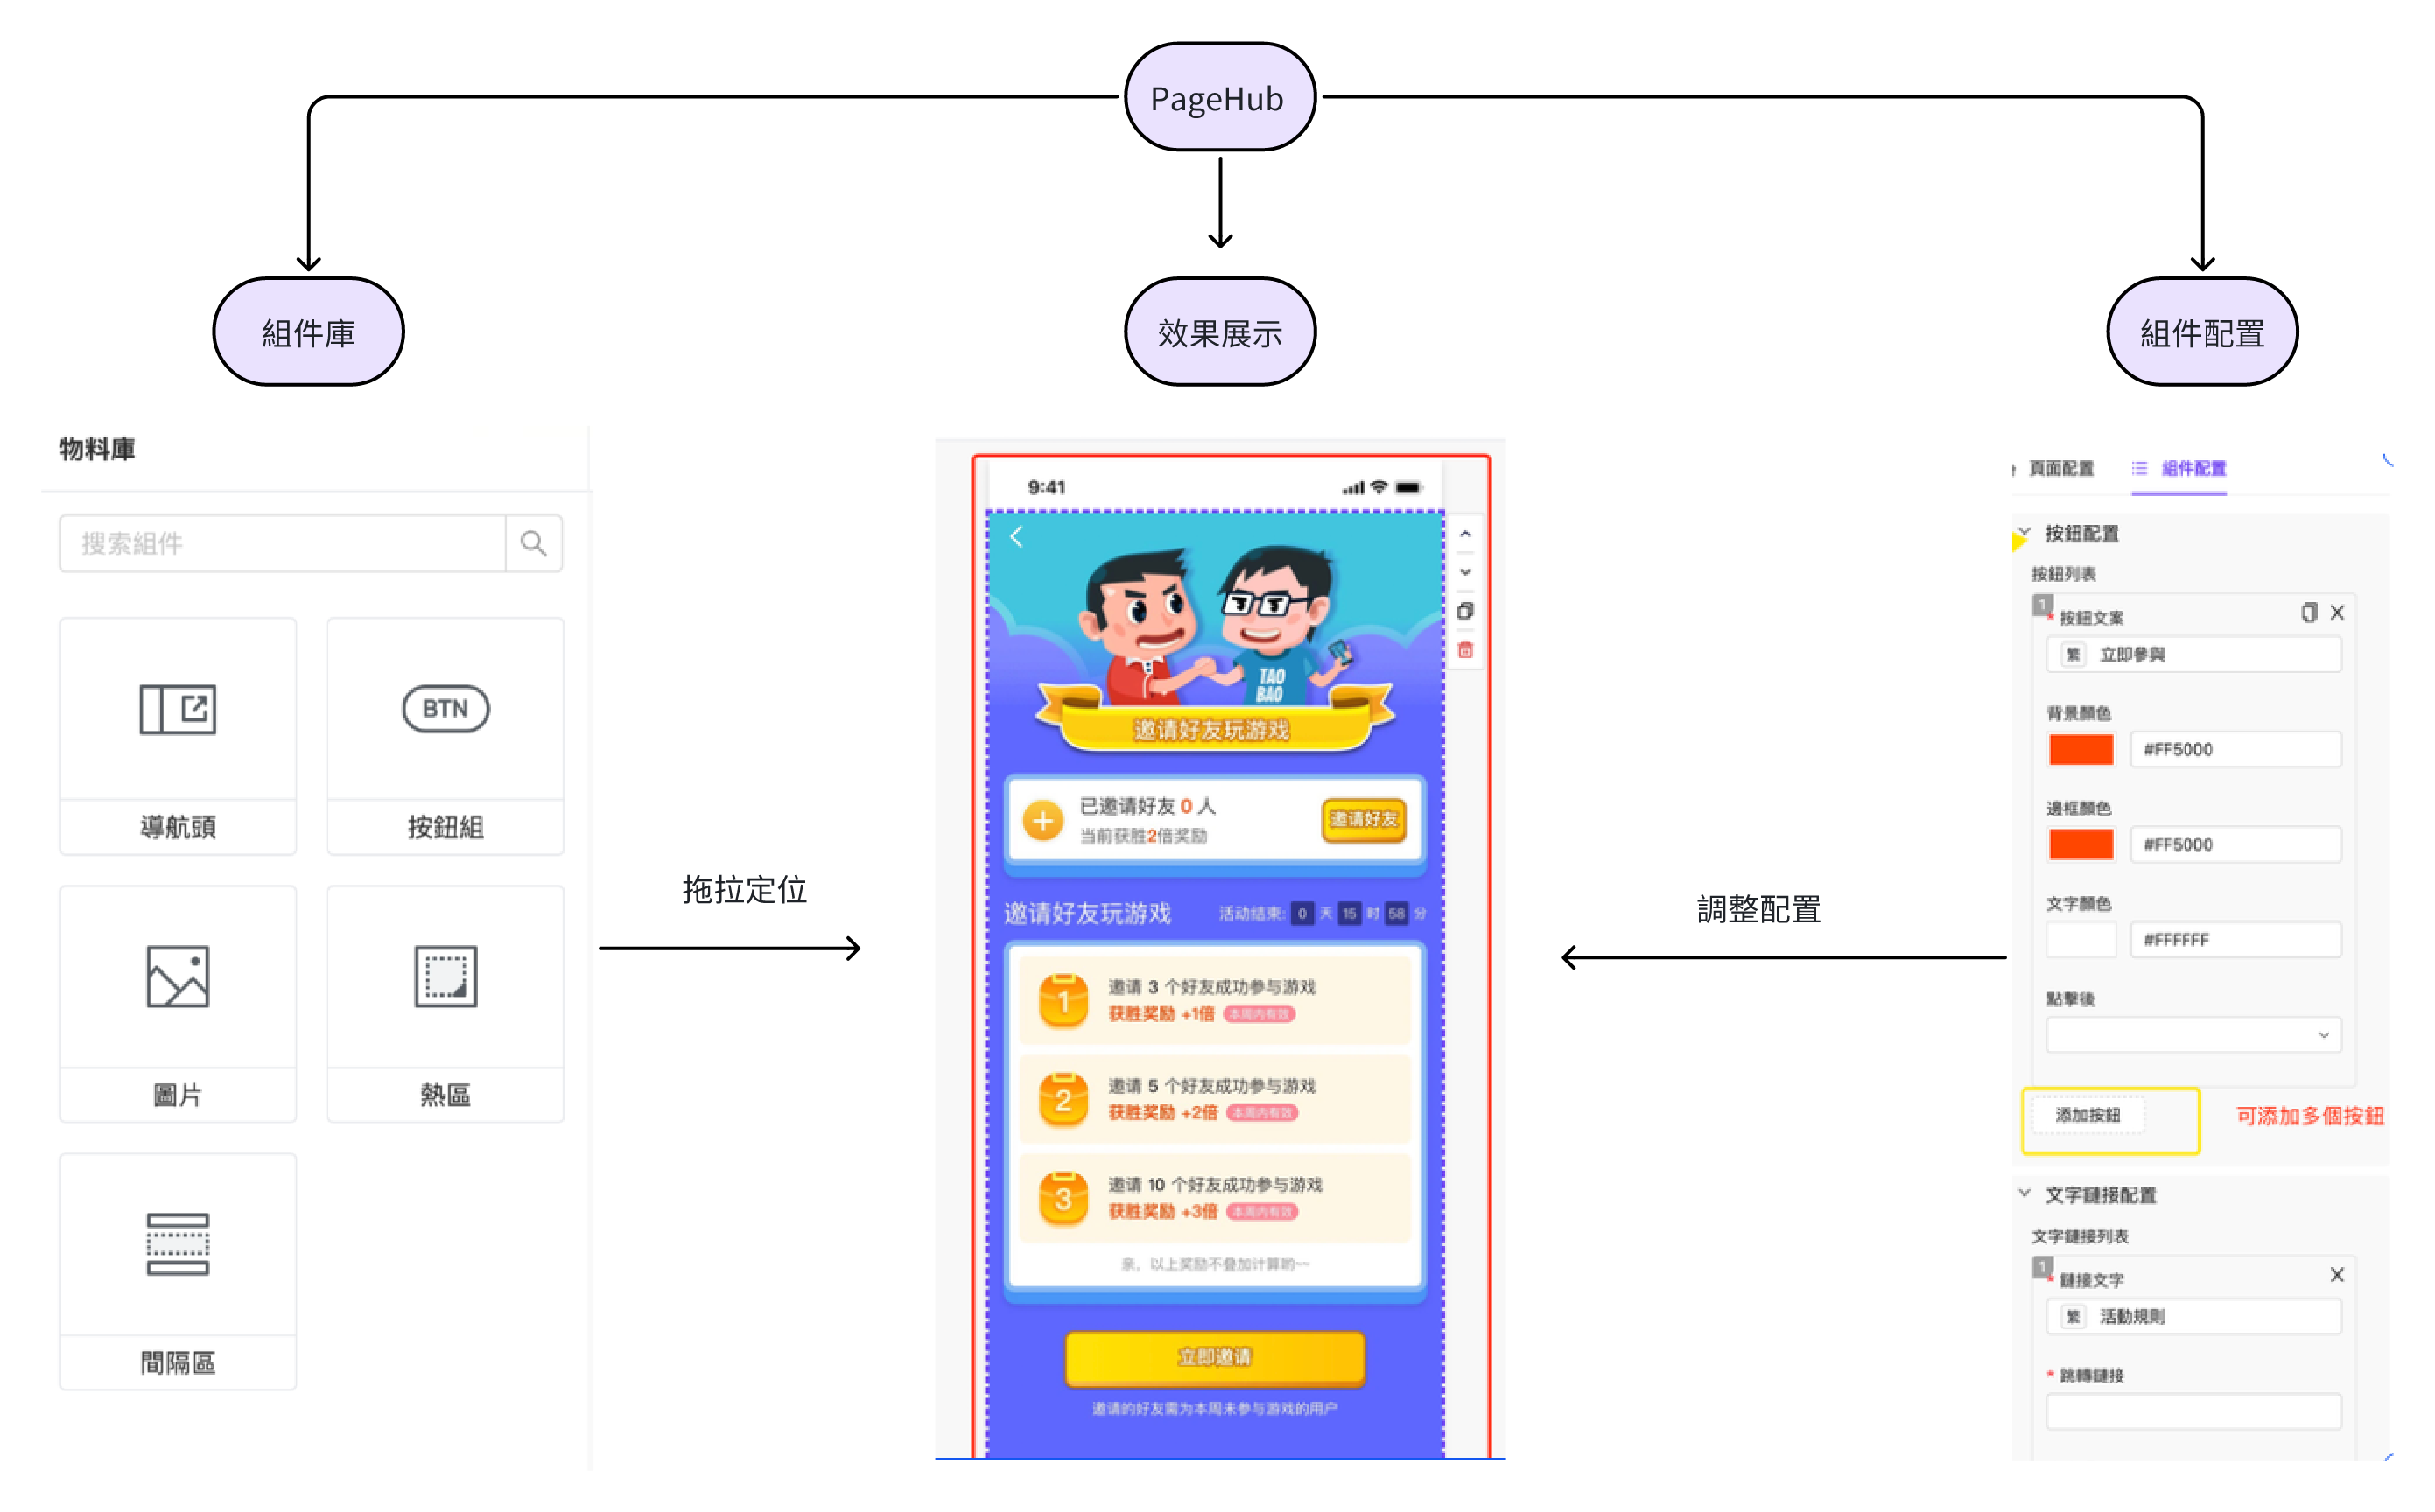 PageHub
組件庫
效果展示
組件配置
物料庫
搜索組件
導航頭
BTN
按鈕組
圖片
熱區
間隔區
拖拉定位
9:41
TAO
BAO
邀请好友玩游戏
已邀请好友 0 人
当前获胜2倍奖励
邀请好友
邀请好友玩游戏
活动结束: 0 天 15 时 58 分
1
邀请 3 个好友成功参与游戏
获胜奖励 +1倍 本周内有效
2
邀请 5 个好友成功参与游戏
获胜奖励 +2倍 本周内有效
3
邀请 10 个好友成功参与游戏
获胜奖励 +3倍 本周内有效
亲，以上奖励不叠加计算哟~~
立即邀请
邀请的好友需为本周未参与游戏的用户
調整配置
頁面配置
組件配置
按鈕配置
按鈕列表
1
* 按鈕文案
繁 立即參與
背景顏色
#FF5000
邊框顏色
#FF5000
文字顏色
#FFFFFF
點擊後
添加按鈕
可添加多個按鈕
文字鏈接配置
文字鏈接列表
1
* 鏈接文字
繁 活動規則
* 跳轉鏈接